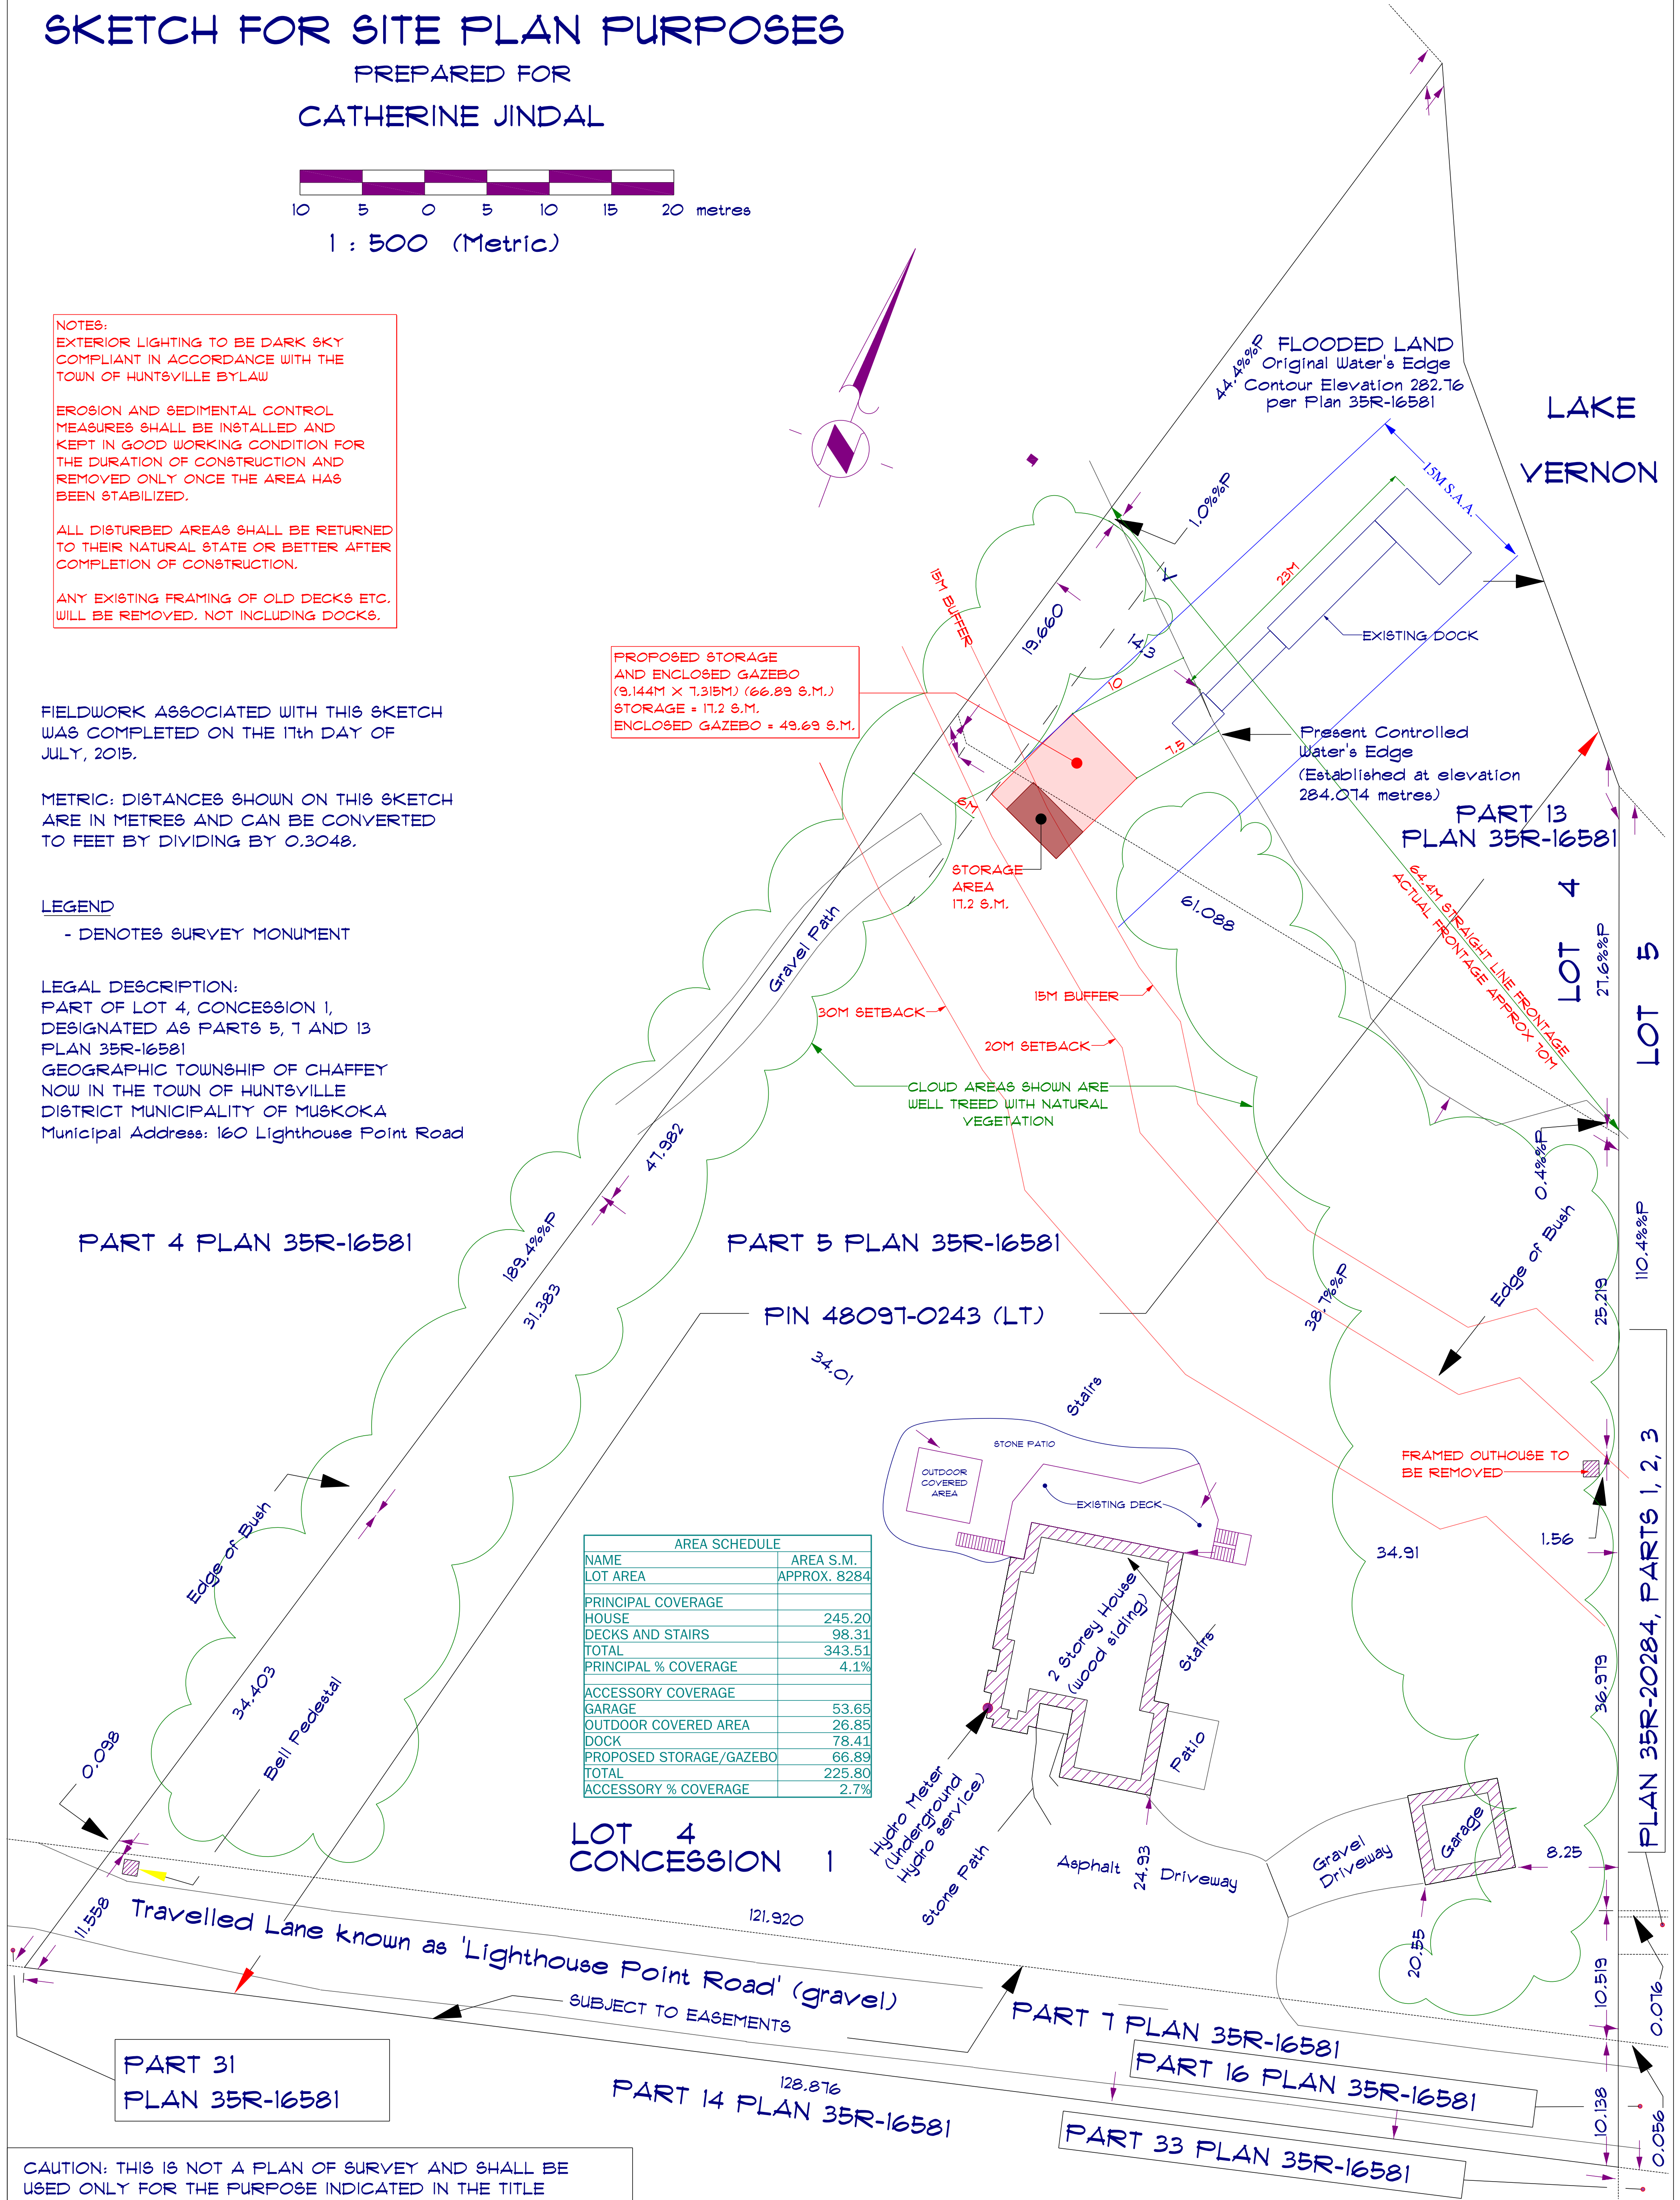 SKETCH FOR SITE PLAN PURPOSES
PREPARED FOR
CATHERINE JINDAL
10 5 0 5 10 15 20 metres
1 : 500 (Metric)
NOTES:
EXTERIOR LIGHTING TO BE DARK SKY
COMPLIANT IN ACCORDANCE WITH THE
TOWN OF HUNTSVILLE BYLAW
EROSION AND SEDIMENTAL CONTROL
MEASURES SHALL BE INSTALLED AND
KEPT IN GOOD WORKING CONDITION FOR
THE DURATION OF CONSTRUCTION AND
REMOVED ONLY ONCE THE AREA HAS
BEEN STABILIZED.
ALL DISTURBED AREAS SHALL BE RETURNED
TO THEIR NATURAL STATE OR BETTER AFTER
COMPLETION OF CONSTRUCTION.
ANY EXISTING FRAMING OF OLD DECKS ETC.
WILL BE REMOVED. NOT INCLUDING DOCKS.
FIELDWORK ASSOCIATED WITH THIS SKETCH
WAS COMPLETED ON THE 17th DAY OF
JULY, 2015.
METRIC: DISTANCES SHOWN ON THIS SKETCH
ARE IN METRES AND CAN BE CONVERTED
TO FEET BY DIVIDING BY 0.3048.
LEGEND
- DENOTES SURVEY MONUMENT
LEGAL DESCRIPTION:
PART OF LOT 4, CONCESSION 1,
DESIGNATED AS PARTS 5, 7 AND 13
PLAN 35R-16581
GEOGRAPHIC TOWNSHIP OF CHAFFEY
NOW IN THE TOWN OF HUNTSVILLE
DISTRICT MUNICIPALITY OF MUSKOKA
Municipal Address: 160 Lighthouse Point Road
44.4%%P
FLOODED LAND
Original Water's Edge
Contour Elevation 282.76
per Plan 35R-16581
LAKE
VERNON
15M S.A.A.
1.0%%P
23M
EXISTING DOCK
15M BUFFER
19.660
14.3
10
7.5
6M
PROPOSED STORAGE
AND ENCLOSED GAZEBO
(9.144M X 7.315M) (66.89 S.M.)
STORAGE = 17.2 S.M.
ENCLOSED GAZEBO = 49.69 S.M.
Present Controlled
Water's Edge
(Established at elevation
284.074 metres)
PART 13
PLAN 35R-16581
STORAGE
AREA
17.2 S.M.
61.088
64.4M STRAIGHT LINE FRONTAGE
ACTUAL FRONTAGE APPROX 70M
LOT 4
27.6%%P
LOT 5
Gravel Path
15M BUFFER
30M SETBACK
20M SETBACK
CLOUD AREAS SHOWN ARE
WELL TREED WITH NATURAL
VEGETATION
0.4%%P
110.4%%P
47.982
189.4%%P
31.383
PART 4 PLAN 35R-16581
PART 5 PLAN 35R-16581
PIN 48097-0243 (LT)
38.7%%P
Edge of Bush
25.219
34.01
Stairs
STONE PATIO
OUTDOOR
COVERED
AREA
EXISTING DECK
FRAMED OUTHOUSE TO
BE REMOVED
1.56
34.91
PLAN 35R-20284, PARTS 1, 2, 3
Edge of Bush
AREA SCHEDULE
NAME AREA S.M.
LOT AREA APPROX. 8284
PRINCIPAL COVERAGE
HOUSE 245.20
DECKS AND STAIRS 98.31
TOTAL 343.51
PRINCIPAL % COVERAGE 4.1%
ACCESSORY COVERAGE
GARAGE 53.65
OUTDOOR COVERED AREA 26.85
DOCK 78.41
PROPOSED STORAGE/GAZEBO 66.89
TOTAL 225.80
ACCESSORY % COVERAGE 2.7%
2 Storey House
(wood siding)
Stairs
Patio
36.979
34.403
Bell Pedestal
0.098
Hydro Meter
(Underground
Hydro service)
Stone Path
Asphalt Driveway
24.93
Gravel
Driveway
Garage
8.25
20.55
LOT 4
CONCESSION 1
121.920
11.558
Travelled Lane known as 'Lighthouse Point Road' (gravel)
SUBJECT TO EASEMENTS
10.519
0.076
PART 7 PLAN 35R-16581
PART 16 PLAN 35R-16581
PART 31
PLAN 35R-16581
128.876
PART 14 PLAN 35R-16581
PART 33 PLAN 35R-16581
10.138
0.056
CAUTION: THIS IS NOT A PLAN OF SURVEY AND SHALL BE
USED ONLY FOR THE PURPOSE INDICATED IN THE TITLE